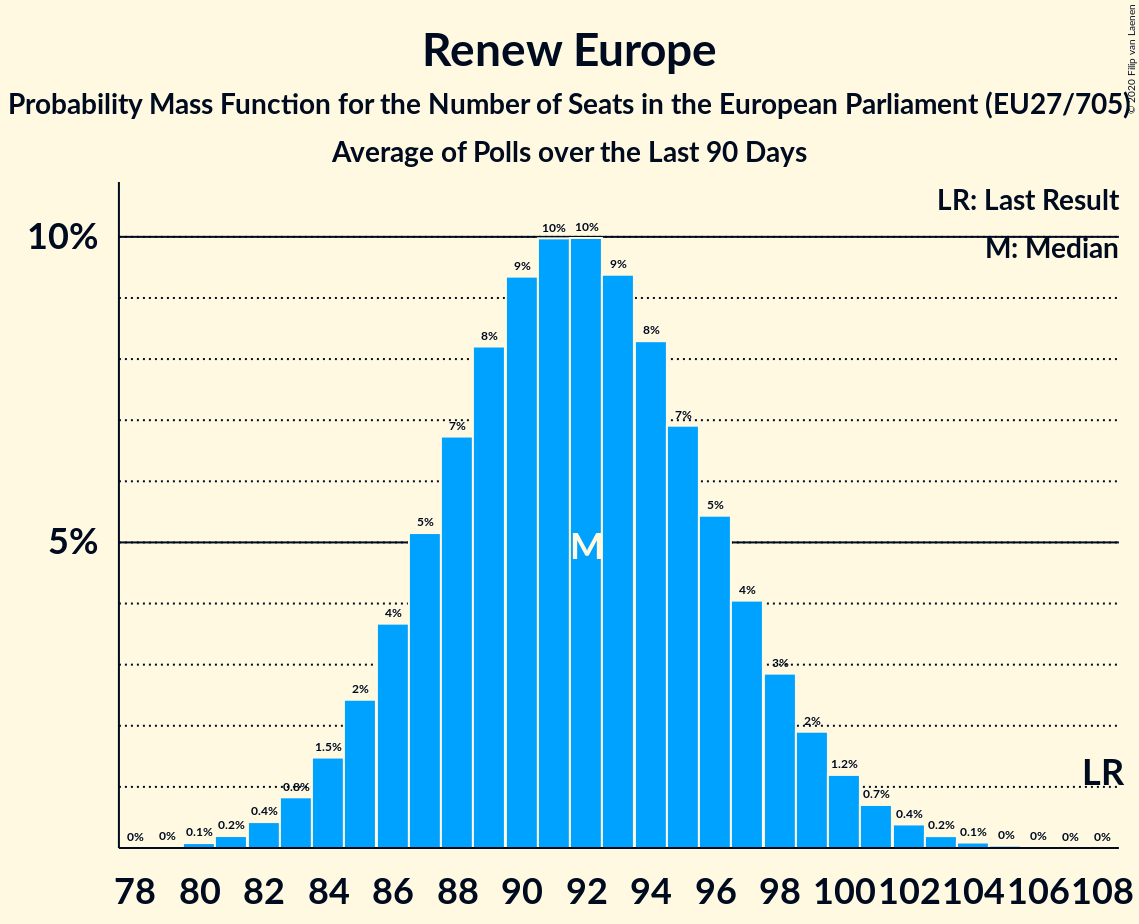 Renew Europe
Probability Mass Function for the Number of Seats in the European Parliament (EU27/705)
Average of Polls over the Last 90 Days
© 2020 Filip van Laenen
LR: Last Result
M: Median
10%
5%
0% 0% 0.1% 0.2% 0.4% 0.8% 1.5% 2% 4% 5% 7% 8% 9% 10% 10% 9% 8% 7% 5% 4% 3% 2% 1.2% 0.7% 0.4% 0.2% 0.1% 0% 0% 0% 0%
M
LR
78 80 82 84 86 88 90 92 94 96 98 100 102 104 106 108